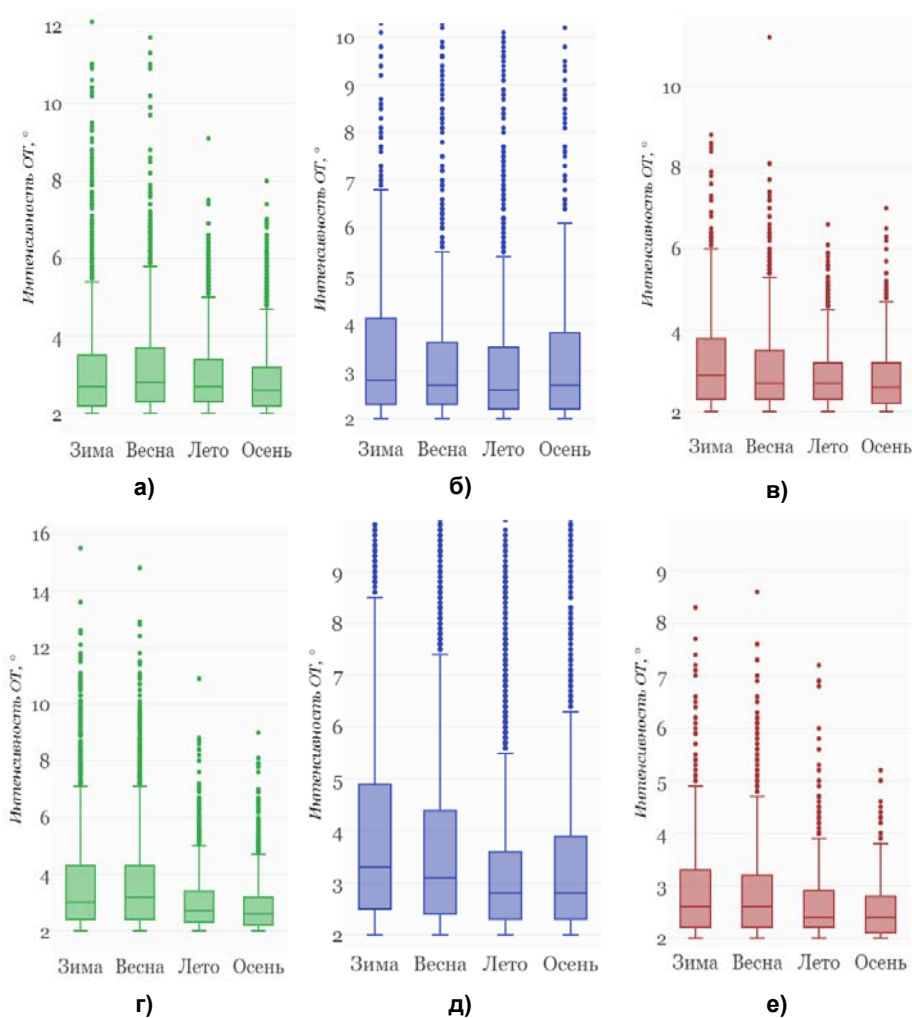 12
10
8
6
4
2
Интенсивность ОТ, °
Зима Весна Лето Осень
а)
10
9
8
7
6
5
4
3
2
Интенсивность ОТ, °
Зима Весна Лето Осень
б)
10
8
6
4
2
Интенсивность ОТ, °
Зима Весна Лето Осень
в)
16
14
12
10
8
6
4
2
Интенсивность ОТ, °
Зима Весна Лето Осень
г)
9
8
7
6
5
4
3
2
Интенсивность ОТ, °
Зима Весна Лето Осень
д)
9
8
7
6
5
4
3
2
Интенсивность ОТ, °
Зима Весна Лето Осень
е)